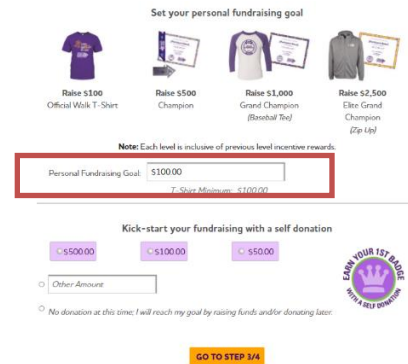 Set your personal fundraising goal
Raise $100
Official Walk T-Shirt
Raise $500
Champion
Raise $1,000
Grand Champion
(Baseball Tee)
Raise $2,500
Elite Grand
Champion
(Zip Up)
Note: Each level is inclusive of previous level incentive rewards.
Personal Fundraising Goal: $100.00
T-Shirt Minimum: $100.00
Kick-start your fundraising with a self donation
$500.00 $100.00 $50.00
Other Amount
No donation at this time; I will reach my goal by raising funds and/or donating later.
EARN YOUR 1ST BADGE
WITH A SELF DONATION
GO TO STEP 3/4